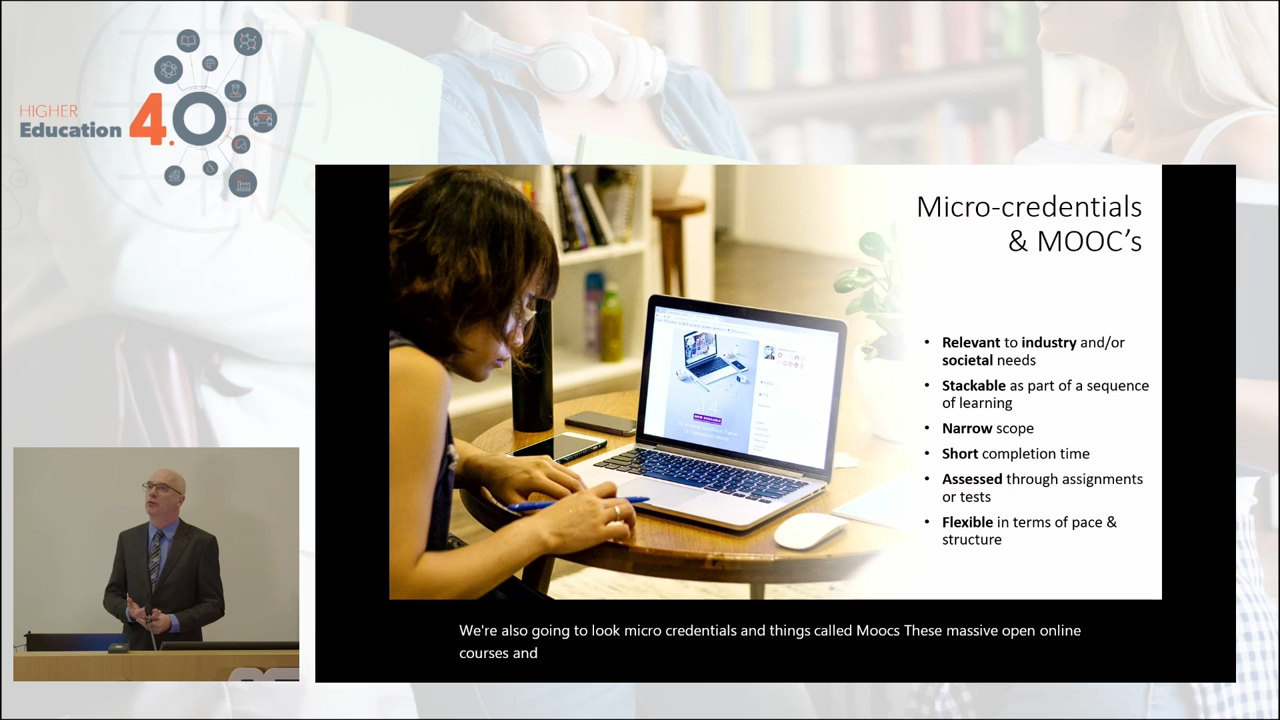 HIGHER
Education 4.0
Micro-credentials
& MOOC’s
• Relevant to industry and/or
societal needs
• Stackable as part of a sequence
of learning
• Narrow scope
• Short completion time
• Assessed through assignments
or tests
• Flexible in terms of pace &
structure
We're also going to look micro credentials and things called Moocs These massive open online
courses and